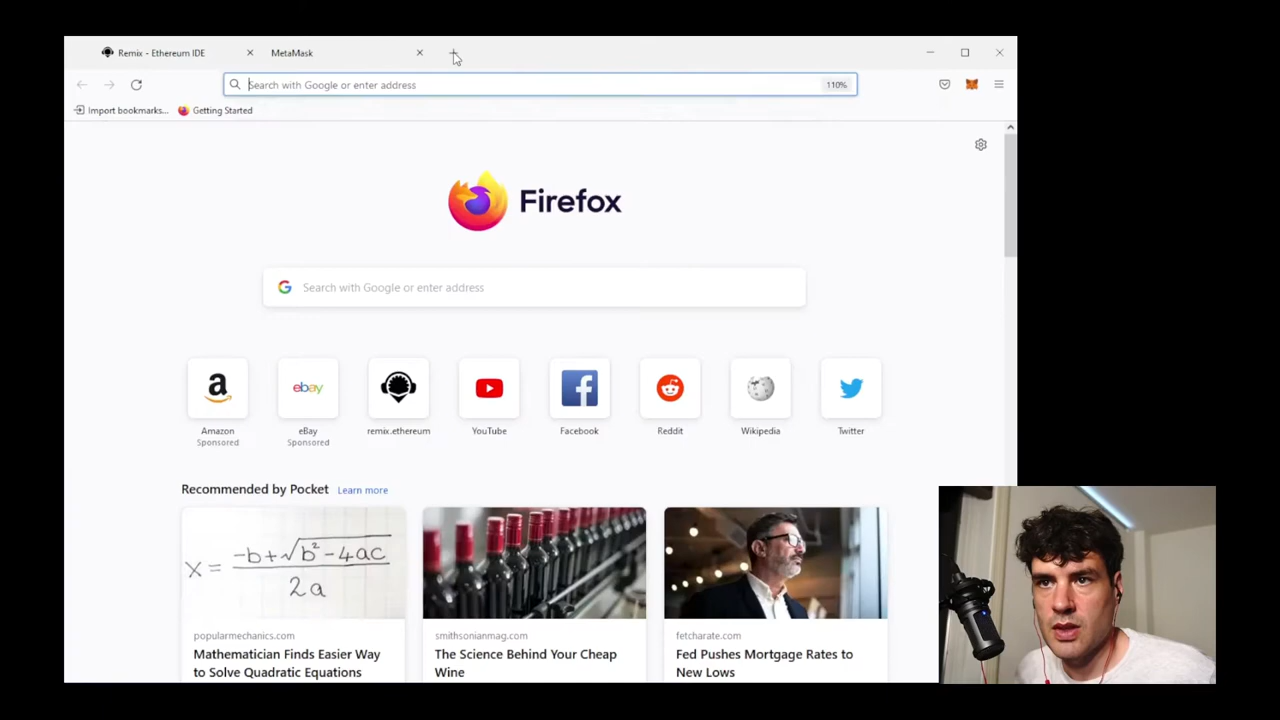 Remix - Ethereum IDE
MetaMask
Search with Google or enter address
110%
Import bookmarks...
Getting Started
Firefox
Search with Google or enter address
Amazon
Sponsored
eBay
Sponsored
remix.ethereum
YouTube
Facebook
Reddit
Wikipedia
Twitter
Recommended by Pocket Learn more
x = -b+√b²-4ac
2a
popularmechanics.com
Mathematician Finds Easier Way
to Solve Quadratic Equations
smithsonianmag.com
The Science Behind Your Cheap
Wine
fetcharate.com
Fed Pushes Mortgage Rates to
New Lows